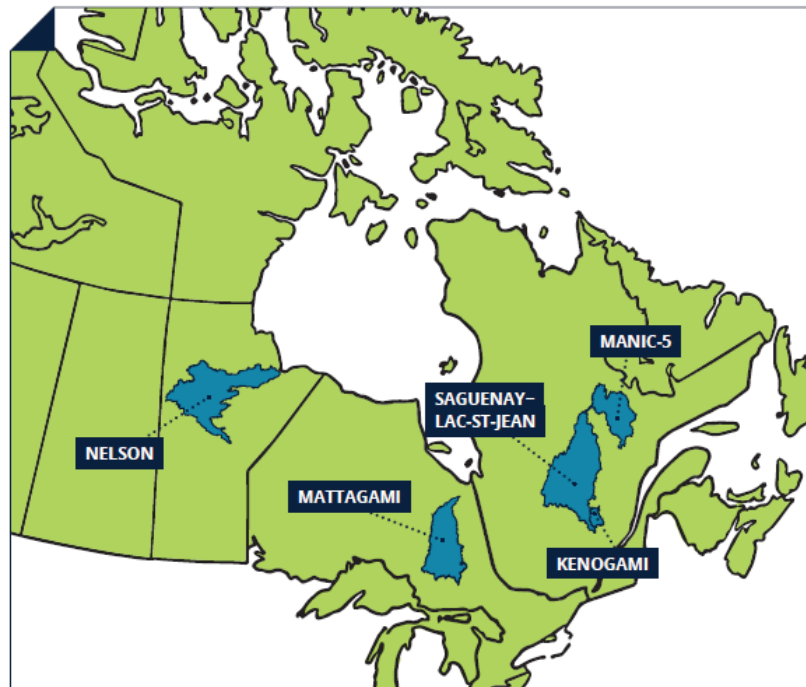 MANIC-5
SAGUENAY–
LAC-ST-JEAN
NELSON
MATTAGAMI
KENOGAMI